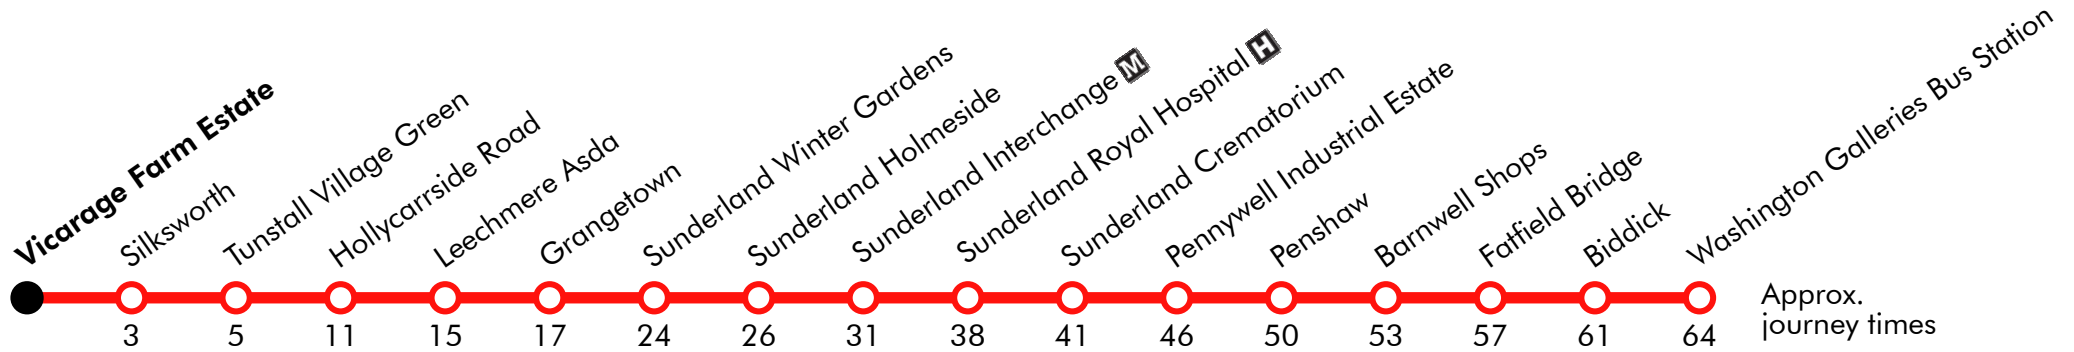 Vicarage Farm Estate
Silksworth
Tunstall Village Green
Hollycarrside Road
Leechmere Asda
Grangetown
Sunderland Winter Gardens
Sunderland Holmeside
Sunderland Interchange M
Sunderland Royal Hospital H
Sunderland Crematorium
Pennywell Industrial Estate
Penshaw
Barnwell Shops
Fatfield Bridge
Biddick
Washington Galleries Bus Station
3 5 11 15 17 24 26 31 38 41 46 50 53 57 61 64
Approx.
journey times